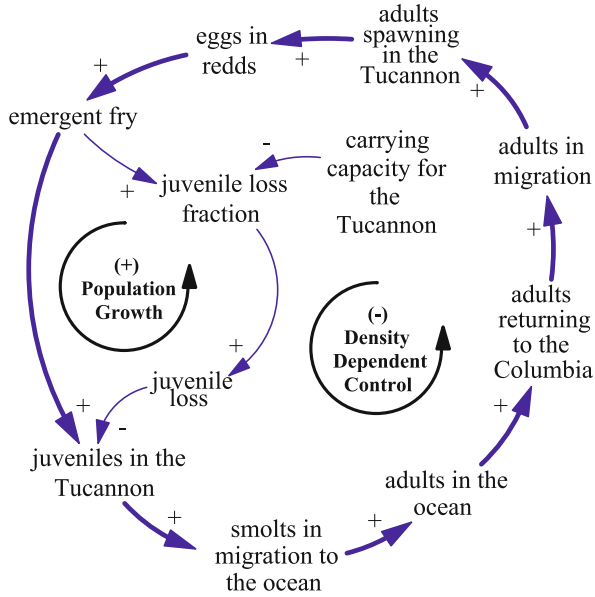 adults
spawning
in the
Tucannon
eggs in
redds
+
+
+
emergent fry
-
carrying
capacity for
the
Tucannon
adults in
migration
+
juvenile loss
fraction
+
(+)
Population
Growth
adults
returning
to the
Columbia
(-)
Density
Dependent
Control
+
juvenile
loss
+
-
+
juveniles in the
Tucannon
adults in the
ocean
+
+
smolts in
migration to
the ocean